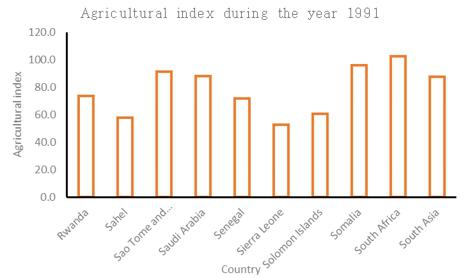 Agricultural index during the year 1991
120.0
100.0
80.0
60.0
40.0
20.0
0.0
Agricultural index
Rwanda
Sahel
Sao Tome and...
Saudi Arabia
Senegal
Sierra Leone
Solomon Islands
Somalia
South Africa
South Asia
Country